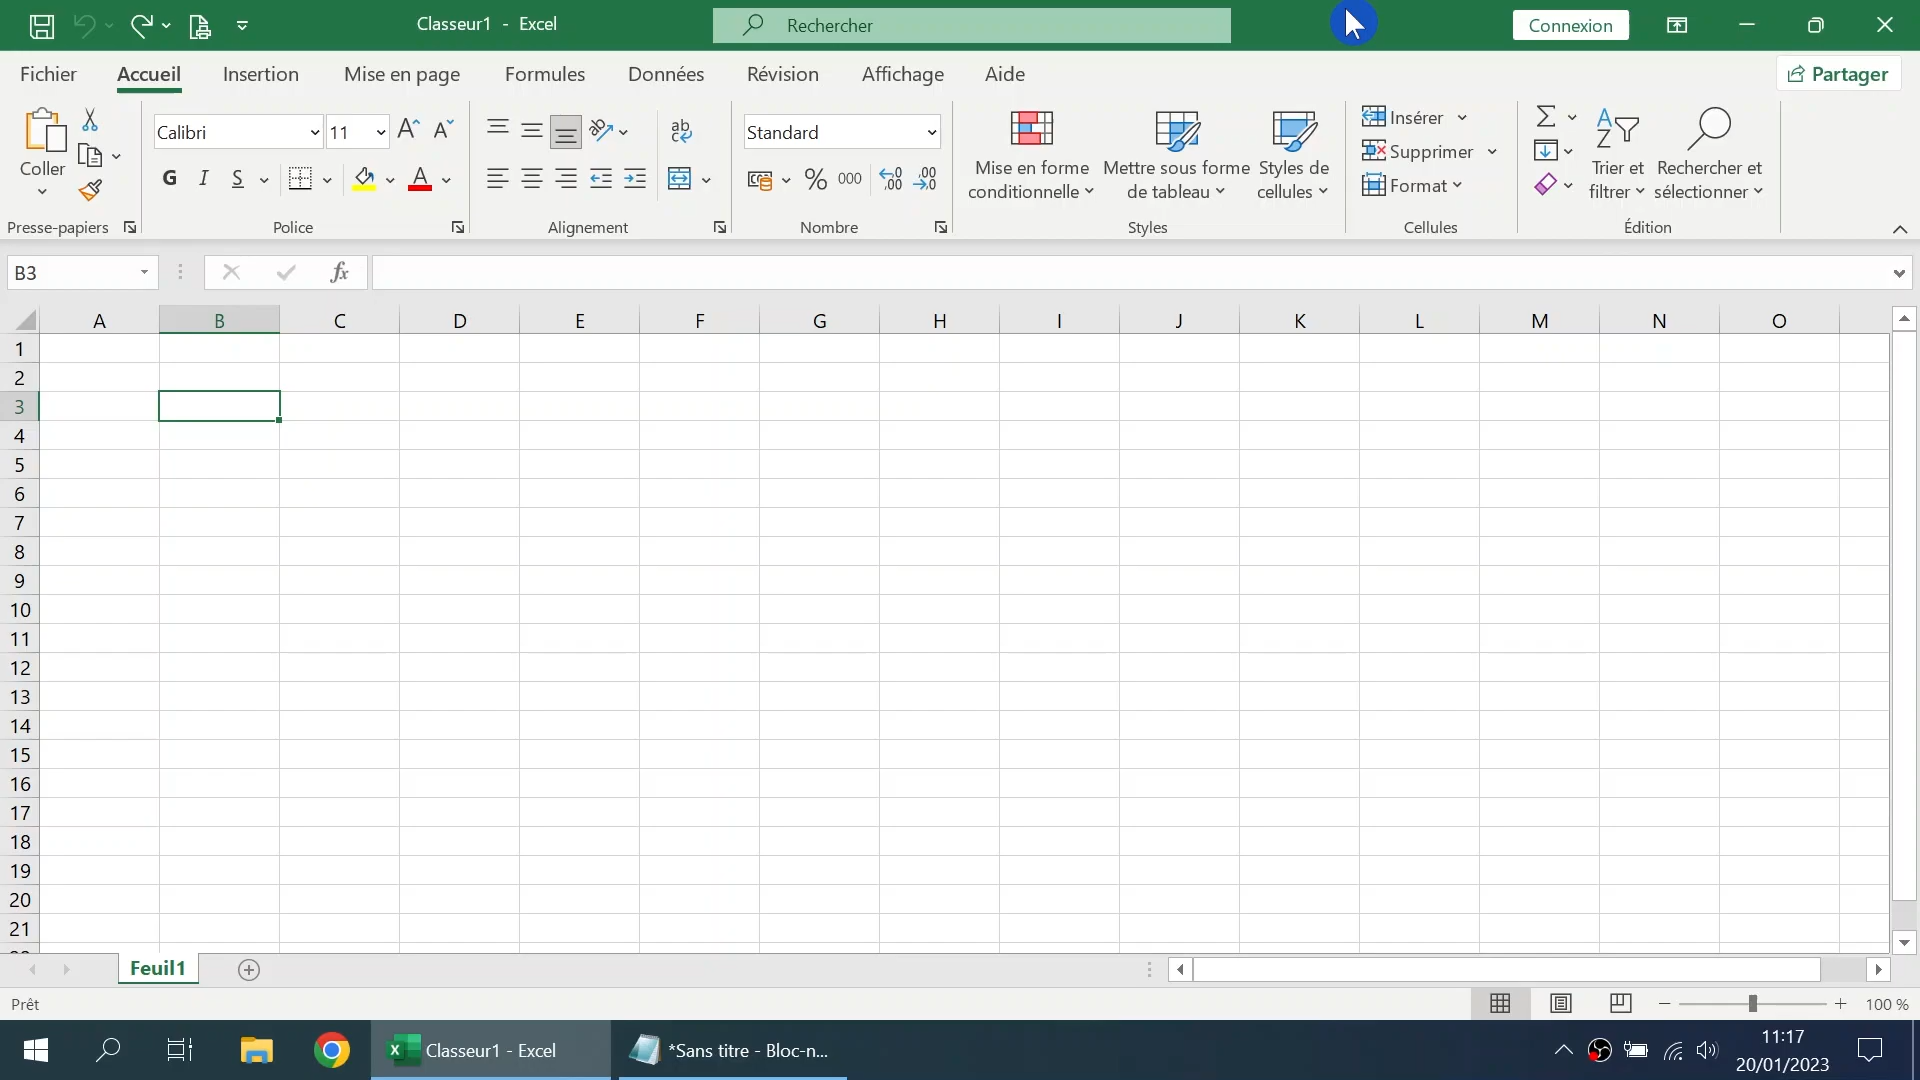 Classeur1 - Excel
Rechercher
Connexion
Fichier
Accueil
Insertion
Mise en page
Formules
Données
Révision
Affichage
Aide
Partager
Coller
Presse-papiers
Calibri
11
G
I
S
A
Police
ab
Alignement
Standard
%
000
Nombre
Mise en forme
conditionnelle
Mettre sous forme
de tableau
Styles de
cellules
Styles
Insérer
Supprimer
Format
Cellules
Trier et
filtrer
Rechercher et
sélectionner
Édition
B3
fx
A B C D E F G H I J K L M N O
1
2
3
4
5
6
7
8
9
10
11
12
13
14
15
16
17
18
19
20
21
Feuil1
Prêt
100 %
Classeur1 - Excel
*Sans titre - Bloc-n...
11:17
20/01/2023